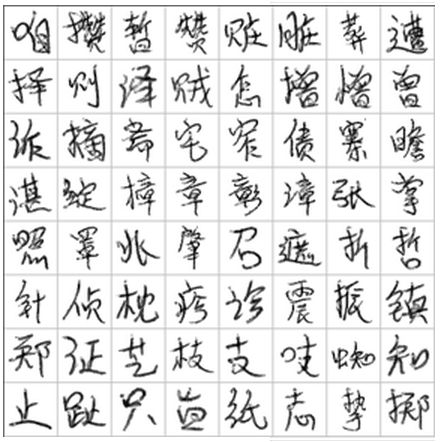 咱攒暂赞赃脏葬遭
择则泽贼怎增憎曾
诈摘斋宅窄债寨瞻
湛绽樟章彰漳张掌
照罩兆肇召遮折哲
针侦枕疹诊震振镇
郑证芝枝支吱蜘知
止趾只旨纸志挚掷